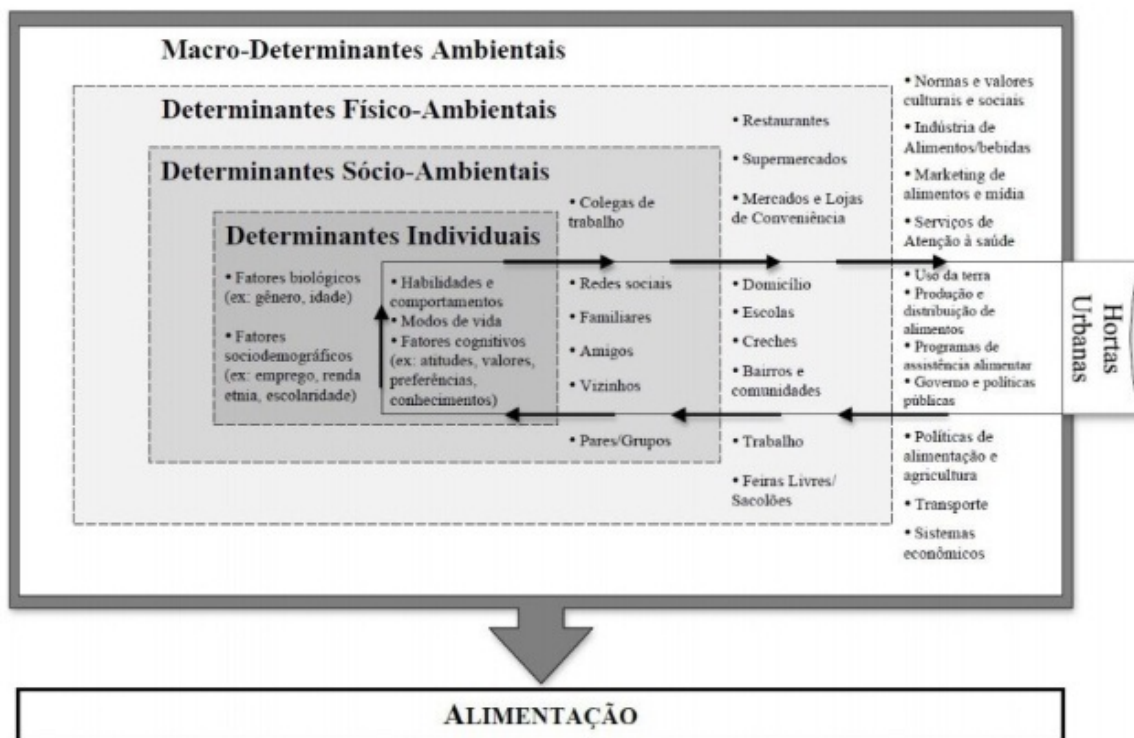 Macro-Determinantes Ambientais
Determinantes Físico-Ambientais
Determinantes Sócio-Ambientais
Determinantes Individuais
• Fatores biológicos
(ex: gênero, idade)
• Fatores
sociodemográficos
(ex: emprego, renda
etnia, escolaridade)
• Habilidades e
comportamentos
• Modos de vida
• Fatores cognitivos
(ex: atitudes, valores,
preferências,
conhecimentos)
• Colegas de
trabalho
• Redes sociais
• Familiares
• Amigos
• Vizinhos
• Pares/Grupos
• Restaurantes
• Supermercados
• Mercados e Lojas
de Conveniência
• Domicílio
• Escolas
• Creches
• Bairros e
comunidades
• Trabalho
• Feiras Livres/
Sacolões
• Normas e valores
culturais e sociais
• Indústria de
Alimentos/bebidas
• Marketing de
alimentos e mídia
• Serviços de
Atenção à saúde
• Uso da terra
• Produção e
distribuição de
alimentos
• Programas de
assistência alimentar
• Governo e políticas
públicas
• Políticas de
alimentação e
agricultura
• Transporte
• Sistemas
econômicos
Hortas
Urbanas
ALIMENTAÇÃO